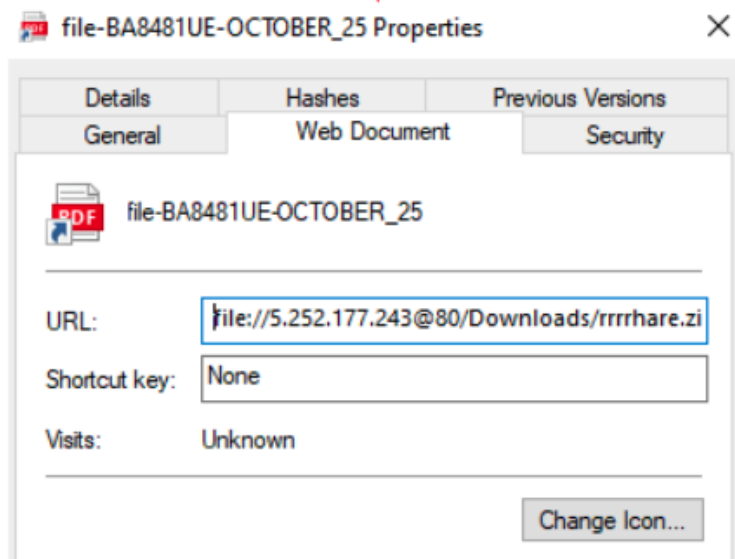 file-BA8481UE-OCTOBER_25 Properties
Details Hashes Previous Versions
General Web Document Security
PDF file-BA8481UE-OCTOBER_25
URL: file://5.252.177.243@80/Downloads/rrrrhare.zi
Shortcut key: None
Visits: Unknown
Change Icon...